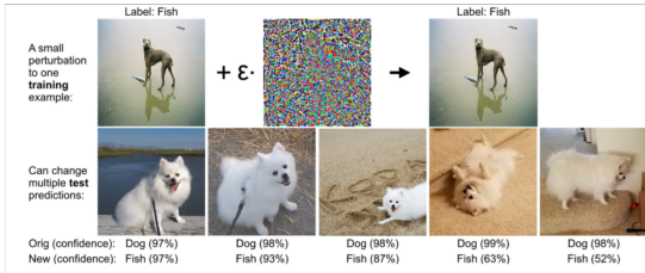 Label: Fish
Label: Fish
A small
perturbation
to one
training
example:
+ ε·
Can change
multiple test
predictions:
Orig (confidence): Dog (97%) Dog (98%) Dog (98%) Dog (99%) Dog (98%)
New (confidence): Fish (97%) Fish (93%) Fish (87%) Fish (63%) Fish (52%)